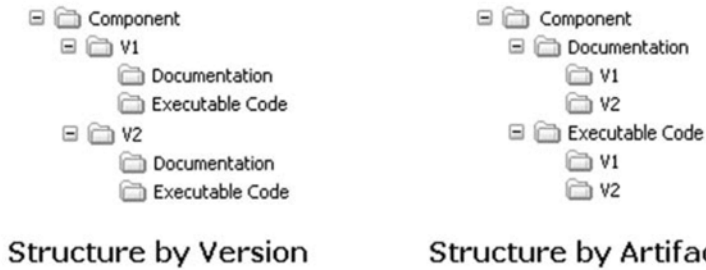 Component
V1
Documentation
Executable Code
V2
Documentation
Executable Code
Structure by Version
Component
Documentation
V1
V2
Executable Code
V1
V2
Structure by